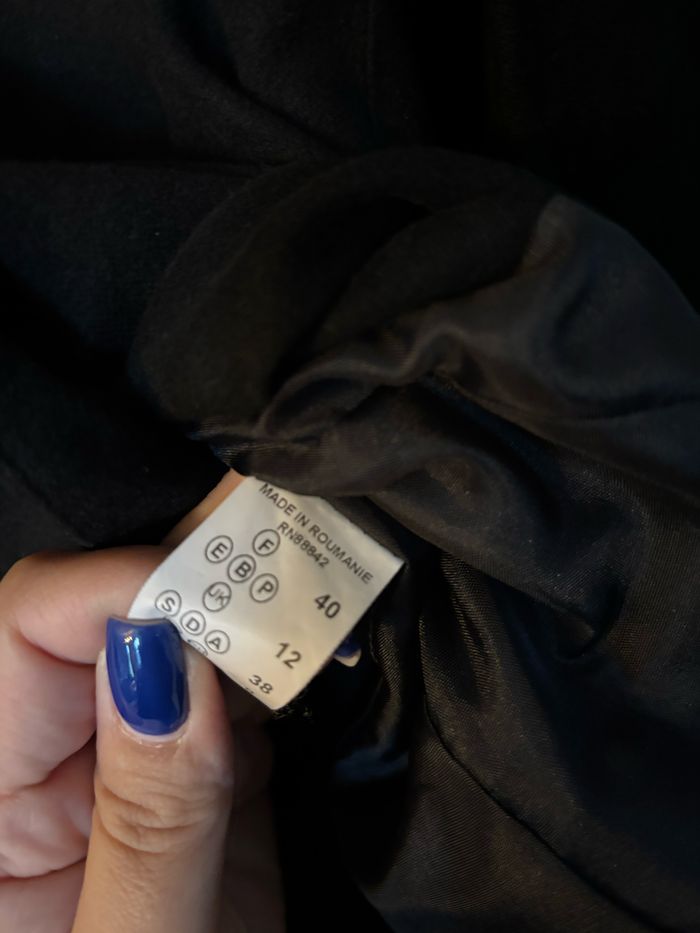 MADE IN ROUMANIE
RN88842
F
E B P 40
UK 12
S D A 38